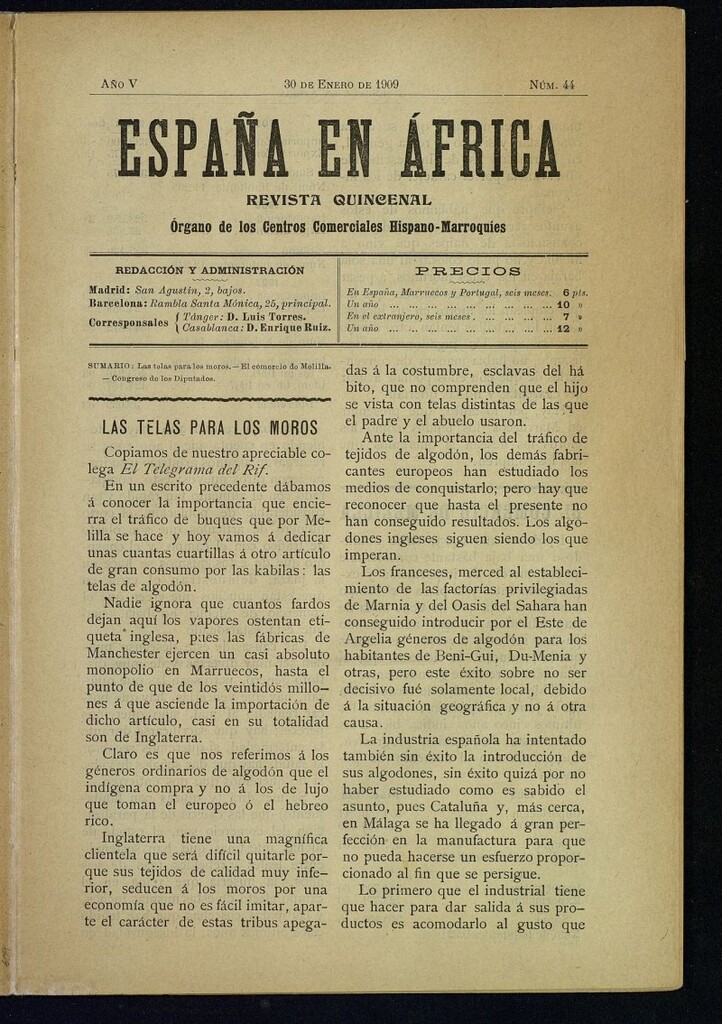 AÑO V 30 DE ENERO DE 1909 NÚM. 44
ESPAÑA EN ÁFRICA
REVISTA QUINCENAL
Órgano de los Centros Comerciales Hispano-Marroquíes
REDACCIÓN Y ADMINISTRACIÓN
Madrid: San Agustín, 2, bajos.
Barcelona: Rambla Santa Mónica, 25, principal.
Corresponsales { Tánger: D. Luis Torres.
Casablanca: D. Enrique Ruiz.
PRECIOS
En España, Marruecos y Portugal, seis meses. 6 pts.
Un año ... ... ... ... ... ... ... ... ... 10 »
En el extranjero, seis meses. ... ... ... ... 7 »
Un año ... ... ... ... ... ... ... ... ... 12 »
SUMARIO: Las telas para los moros.—El comercio de Melilla.
—Congreso de los Diputados.
LAS TELAS PARA LOS MOROS
Copiamos de nuestro apreciable co-
lega El Telegrama del Rif.
En un escrito precedente dábamos
á conocer la importancia que encie-
rra el tráfico de buques que por Me-
lilla se hace y hoy vamos á dedicar
unas cuantas cuartillas á otro artículo
de gran consumo por las kabilas: las
telas de algodón.
Nadie ignora que cuantos fardos
dejan aquí los vapores ostentan eti-
queta inglesa, pues las fábricas de
Manchester ejercen un casi absoluto
monopolio en Marruecos, hasta el
punto de que de los veintidós millo-
nes á que asciende la importación de
dicho artículo, casi en su totalidad
son de Inglaterra.
Claro es que nos referimos á los
géneros ordinarios de algodón que el
indígena compra y no á los de lujo
que toman el europeo ó el hebreo
rico.
Inglaterra tiene una magnífica
clientela que será difícil quitarle por-
que sus tejidos de calidad muy infe-
rior, seducen á los moros por una
economía que no es fácil imitar, apar-
te el carácter de estas tribus apega-
das á la costumbre, esclavas del há
bito, que no comprenden que el hijo
se vista con telas distintas de las que
el padre y el abuelo usaron.
Ante la importancia del tráfico de
tejidos de algodón, los demás fabri-
cantes europeos han estudiado los
medios de conquistarlo; pero hay que
reconocer que hasta el presente no
han conseguido resultados. Los algo-
dones ingleses siguen siendo los que
imperan.
Los franceses, merced al estableci-
miento de las factorías privilegiadas
de Marnia y del Oasis del Sahara han
conseguido introducir por el Este de
Argelia géneros de algodón para los
habitantes de Beni-Gui, Du-Menia y
otras, pero este éxito sobre no ser
decisivo fué solamente local, debido
á la situación geográfica y no á otra
causa.
La industria española ha intentado
también sin éxito la introducción de
sus algodones, sin éxito quizá por no
haber estudiado como es sabido el
asunto, pues Cataluña y, más cerca,
en Málaga se ha llegado á gran per-
fección en la manufactura para que
no pueda hacerse un esfuerzo propor-
cionado al fin que se persigue.
Lo primero que el industrial tiene
que hacer para dar salida á sus pro-
ductos es acomodarlo al gusto que